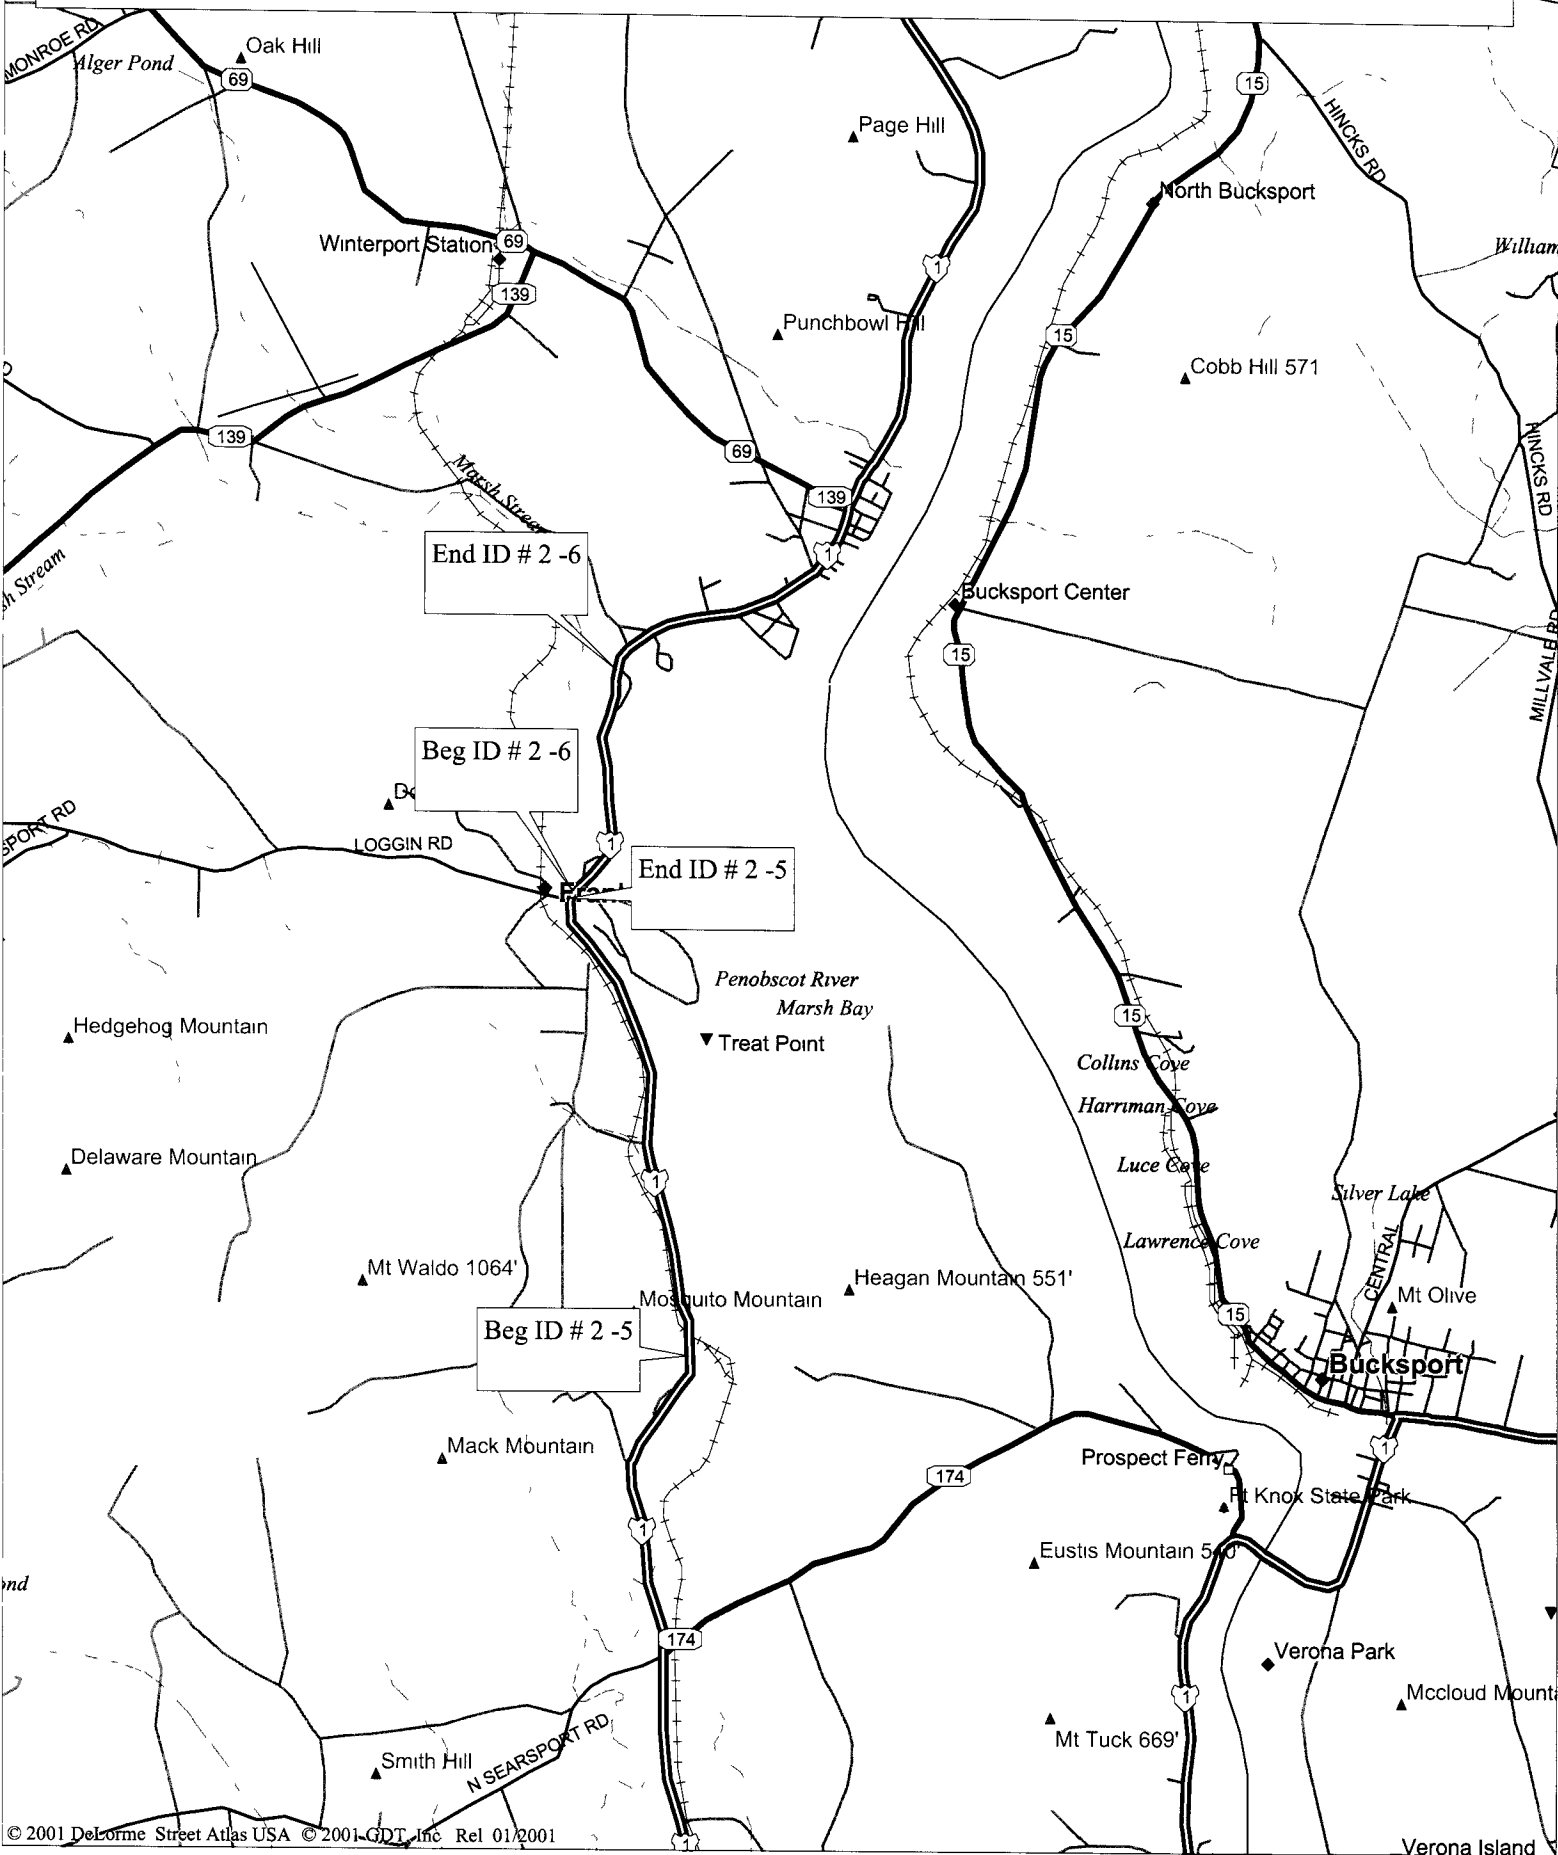 MONROE RD
Alger Pond
Oak Hill
69
15
HINCKS RD
Page Hill
North Bucksport
Winterport Station
69
William
1
139
Punchbowl Hill
15
Cobb Hill 571
139
69
HINCKS RD
Marsh Stream
139
End ID # 2 -6
1
sh Stream
Bucksport Center
15
MILLVALE RD
Beg ID # 2 -6
SPORT RD
LOGGIN RD
1
End ID # 2 -5
Penobscot River
Marsh Bay
Hedgehog Mountain
15
Treat Point
Collins Cove
Harriman Cove
Delaware Mountain
Luce Cove
1
Silver Lake
Lawrence Cove
CENTRAL
Mt Waldo 1064'
Heagan Mountain 551'
Mosquito Mountain
Mt Olive
15
Beg ID # 2 -5
Bucksport
Mack Mountain
1
Prospect Ferry
174
Ft Knox State Park
1
Eustis Mountain 540'
ond
174
Verona Park
1
Mccloud Mounta
Mt Tuck 669'
N SEARSPORT RD
Smith Hill
© 2001 DeLorme Street Atlas USA © 2001 GDT, Inc Rel 01/2001
1
Verona Island